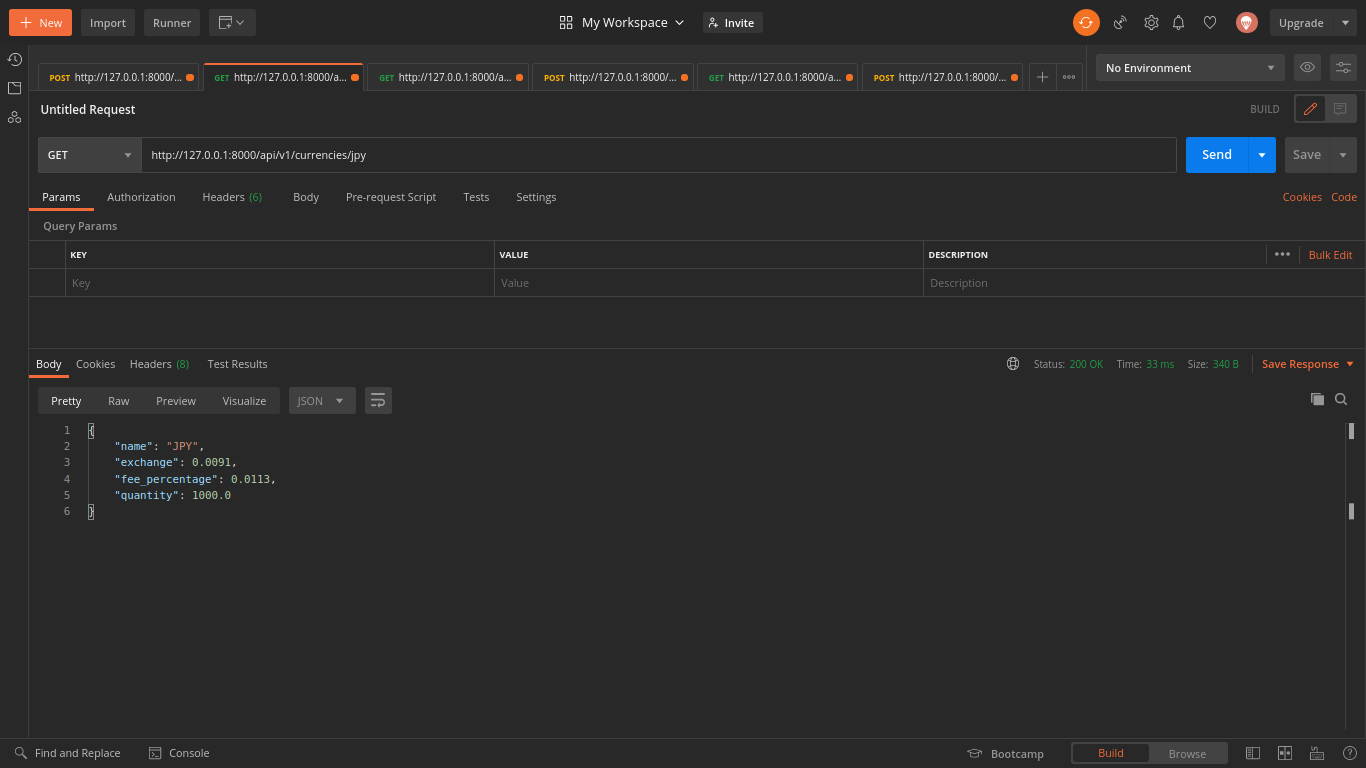 New Import Runner My Workspace Invite Upgrade
POST http://127.0.0.1:8000/... GET http://127.0.0.1:8000/a... GET http://127.0.0.1:8000/a... POST http://127.0.0.1:8000/... GET http://127.0.0.1:8000/a... POST http://127.0.0.1:8000/... No Environment
Untitled Request BUILD
GET http://127.0.0.1:8000/api/v1/currencies/jpy Send Save
Params Authorization Headers (6) Body Pre-request Script Tests Settings Cookies Code
Query Params
KEY VALUE DESCRIPTION Bulk Edit
Key Value Description
Body Cookies Headers (8) Test Results Status: 200 OK Time: 33 ms Size: 340 B Save Response
Pretty Raw Preview Visualize JSON
1 {
2 "name": "JPY",
3 "exchange": 0.0091,
4 "fee_percentage": 0.0113,
5 "quantity": 1000.0
6 }
Find and Replace Console Bootcamp Build Browse